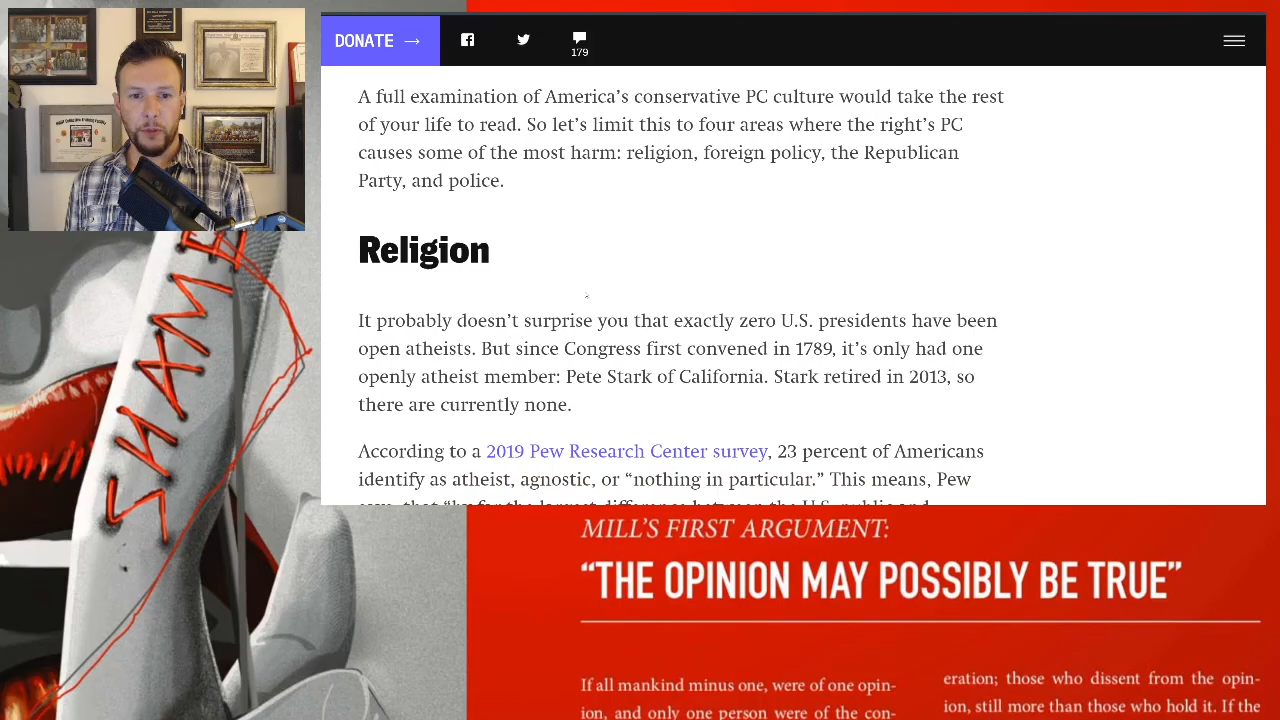 DONATE →
179
A full examination of America's conservative PC culture would take the rest
of your life to read. So let's limit this to four areas where the right's PC
causes some of the most harm: religion, foreign policy, the Republican
Party, and police.
Religion
It probably doesn't surprise you that exactly zero U.S. presidents have been
open atheists. But since Congress first convened in 1789, it's only had one
openly atheist member: Pete Stark of California. Stark retired in 2013, so
there are currently none.
According to a 2019 Pew Research Center survey, 23 percent of Americans
identify as atheist, agnostic, or “nothing in particular.” This means, Pew
SHAME
MILL'S FIRST ARGUMENT:
“THE OPINION MAY POSSIBLY BE TRUE”
If all mankind minus one, were of one opin-
ion, and only one person were of the con-
eration; those who dissent from the opin-
ion, still more than those who hold it. If the